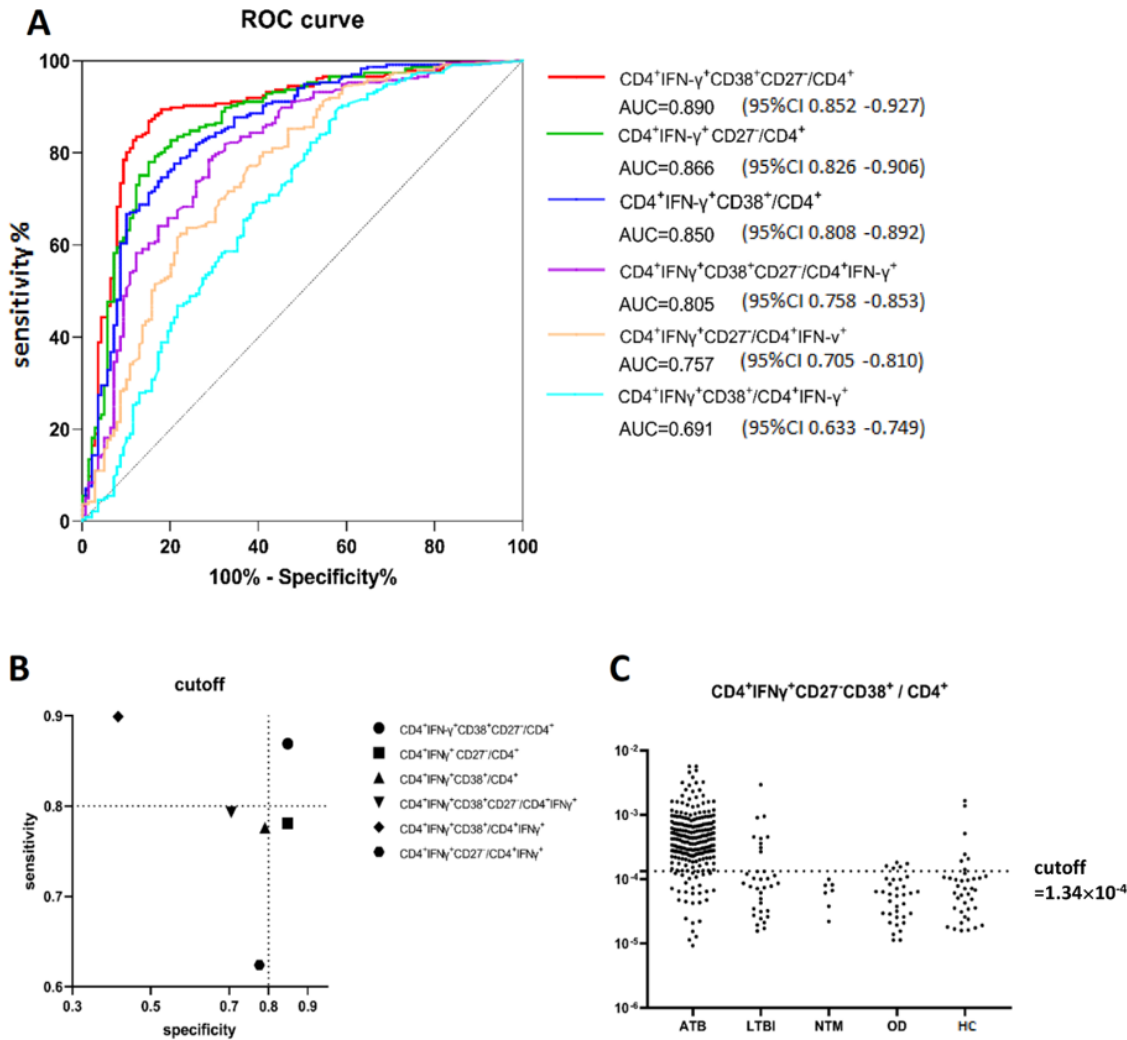 A
ROC curve
sensitivity %
100
80
60
40
20
0
0 20 40 60 80 100
100% - Specificity%
CD4⁺IFN-γ⁺CD38⁺CD27⁻/CD4⁺
AUC=0.890 (95%CI 0.852 -0.927)
CD4⁺IFN-γ⁺ CD27⁻/CD4⁺
AUC=0.866 (95%CI 0.826 -0.906)
CD4⁺IFN-γ⁺CD38⁺/CD4⁺
AUC=0.850 (95%CI 0.808 -0.892)
CD4⁺IFNγ⁺CD38⁺CD27⁻/CD4⁺IFN-γ⁺
AUC=0.805 (95%CI 0.758 -0.853)
CD4⁺IFNγ⁺CD27⁻/CD4⁺IFN-v⁺
AUC=0.757 (95%CI 0.705 -0.810)
CD4⁺IFNγ⁺CD38⁺/CD4⁺IFN-γ⁺
AUC=0.691 (95%CI 0.633 -0.749)
B
cutoff
sensitivity
0.9
0.8
0.7
0.6
0.3 0.5 0.7 0.8 0.9
specificity
CD4⁺IFN-γ⁺CD38⁺CD27⁻/CD4⁺
CD4⁺IFNγ⁺ CD27⁻/CD4⁺
CD4⁺IFNγ⁺CD38⁺/CD4⁺
CD4⁺IFNγ⁺CD38⁺CD27⁻/CD4⁺IFNγ⁺
CD4⁺IFNγ⁺CD38⁺/CD4⁺IFNγ⁺
CD4⁺IFNγ⁺CD27⁻/CD4⁺IFNγ⁺
C
CD4⁺IFNγ⁺CD27⁻CD38⁺ / CD4⁺
10⁻²
10⁻³
10⁻⁴
10⁻⁵
10⁻⁶
ATB LTBI NTM OD HC
cutoff
=1.34×10⁻⁴